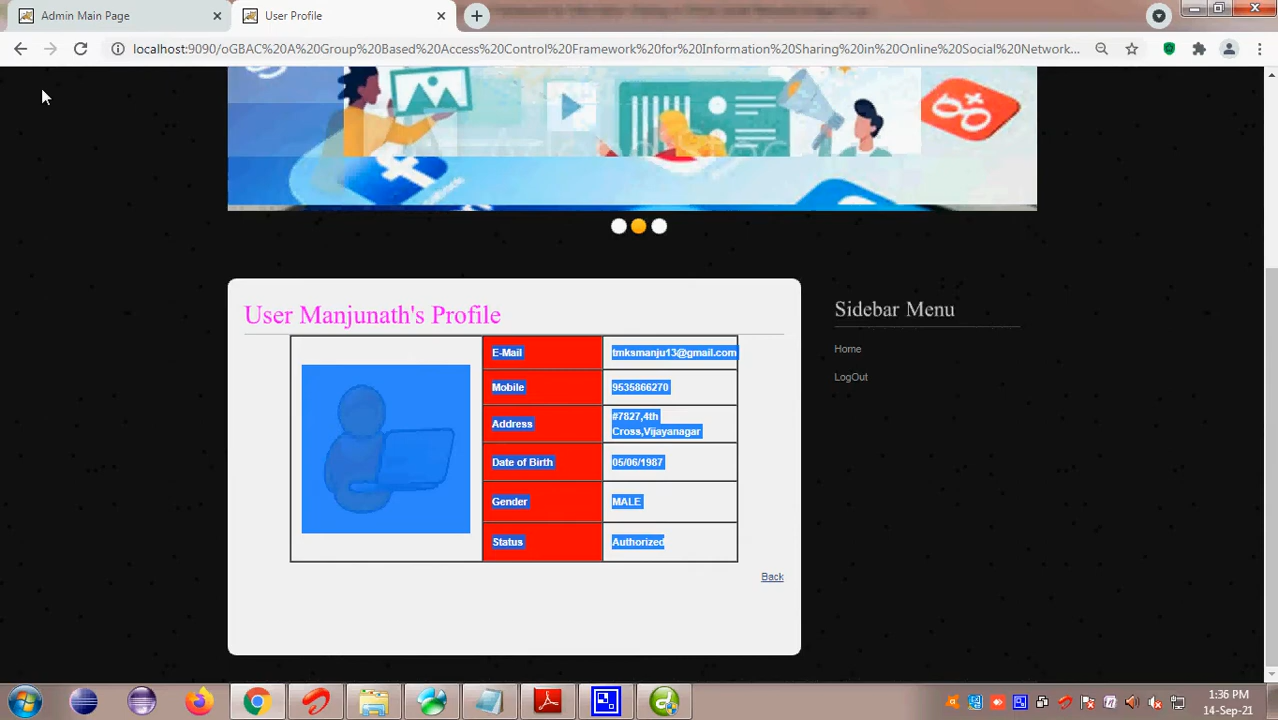 Admin Main Page
User Profile
localhost:9090/oGBAC%20A%20Group%20Based%20Access%20Control%20Framework%20for%20Information%20Sharing%20in%20Online%20Social%20Network...
User Manjunath's Profile
E-Mail tmksmanju13@gmail.com
Mobile 9535866270
Address #7827,4th
Cross,Vijayanagar
Date of Birth 05/06/1987
Gender MALE
Status Authorized
Back
Sidebar Menu
Home
LogOut
1:36 PM
14-Sep-21